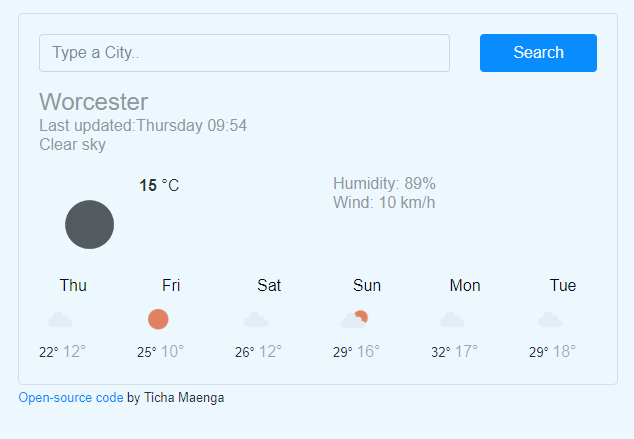 Type a City..
Search
Worcester
Last updated:Thursday 09:54
Clear sky
15 °C
Humidity: 89%
Wind: 10 km/h
Thu Fri Sat Sun Mon Tue
22° 12° 25° 10° 26° 12° 29° 16° 32° 17° 29° 18°
Open-source code by Ticha Maenga